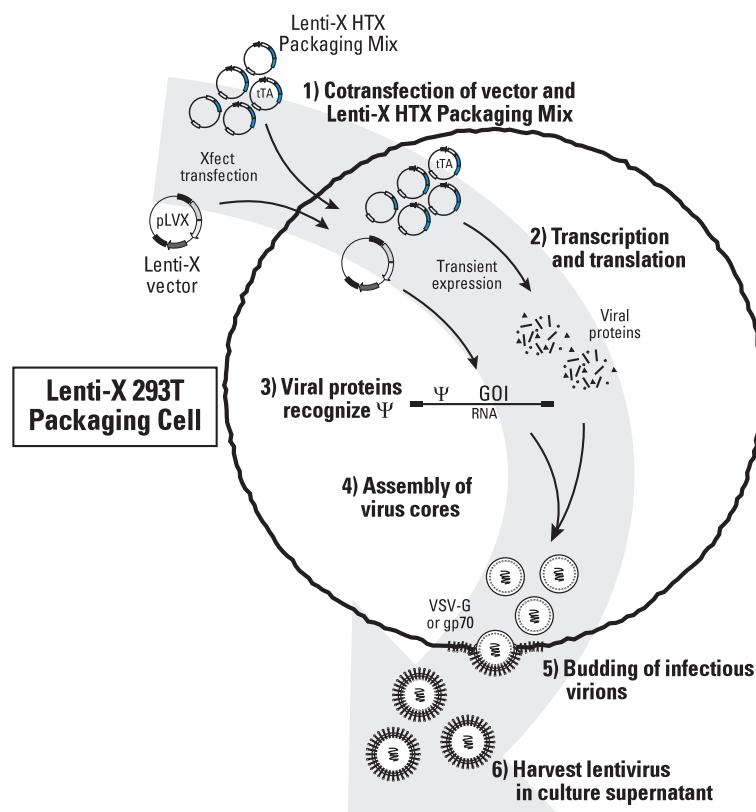 Lenti-X HTX
Packaging Mix
tTA
1) Cotransfection of vector and
Lenti-X HTX Packaging Mix
Xfect
transfection
pLVX
Lenti-X
vector
tTA
2) Transcription
and translation
Transient
expression
Viral
proteins
Lenti-X 293T
Packaging Cell
3) Viral proteins
recognize Ψ
Ψ GOI
RNA
4) Assembly of
virus cores
VSV-G
or gp70
5) Budding of infectious
virions
6) Harvest lentivirus
in culture supernatant